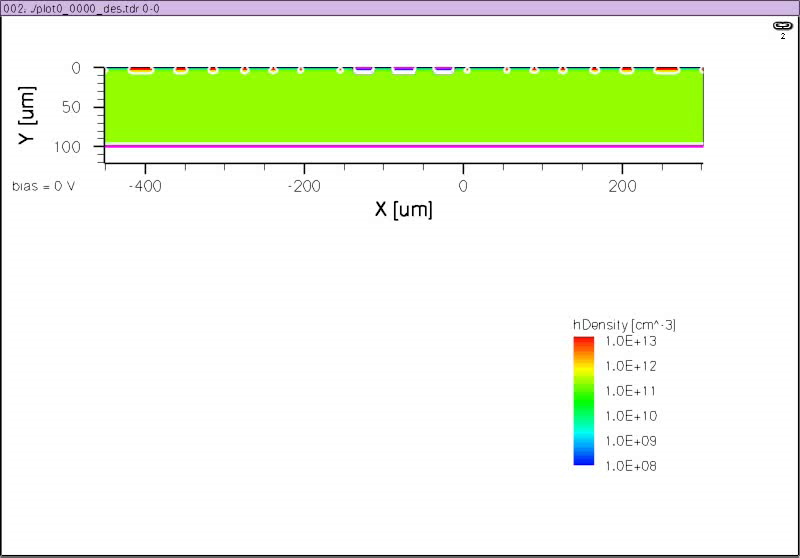 002. ./plot0_0000_des.tdr 0-0
2
0
50
100
Y [um]
bias = 0 V
-400
-200
0
200
X [um]
hDensity [cm^-3]
1.0E+13
1.0E+12
1.0E+11
1.0E+10
1.0E+09
1.0E+08